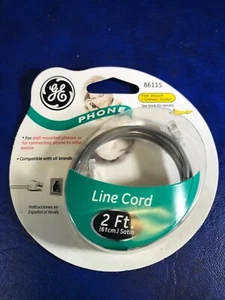 GE
86115
PHONE
• For wall mounted phones or
for connecting phone to other
device.
• Compatible with all brands
Instrucciones en
Español al Revés
Line Cord
2 Ft.
(61cm.) Satin